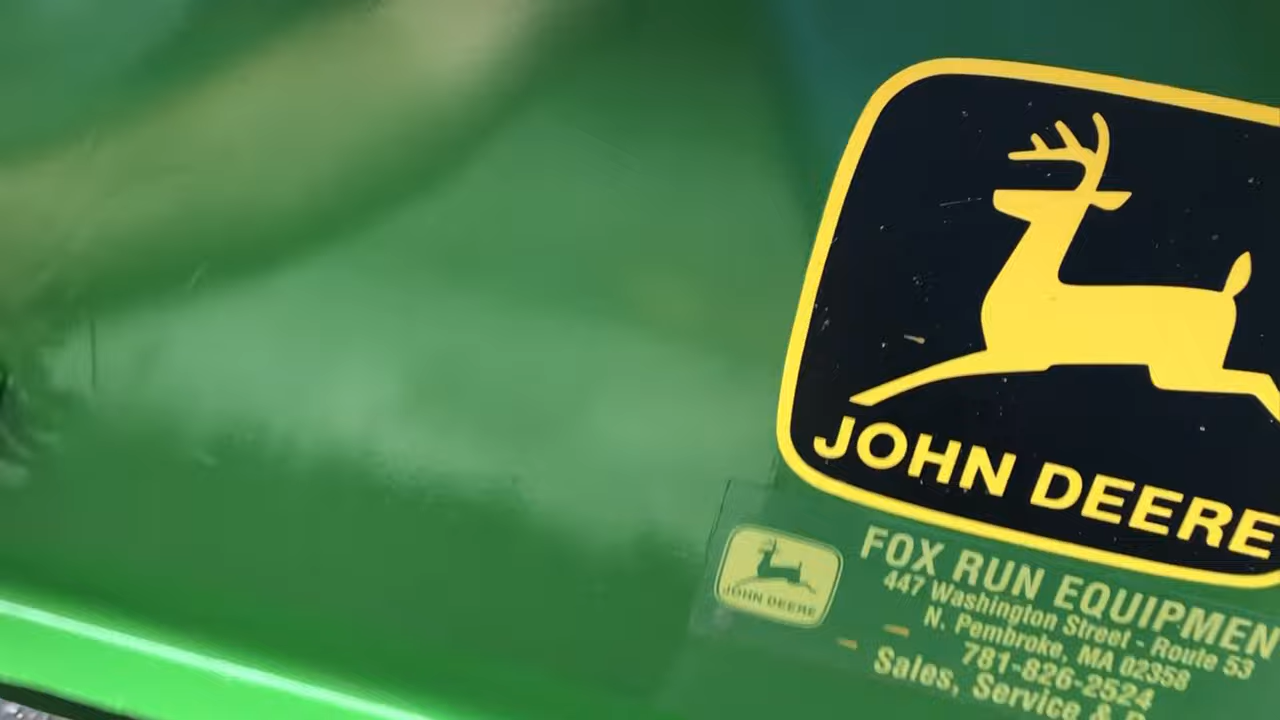 JOHN DEERE
JOHN DEERE
FOX RUN EQUIPMEN
447 Washington Street - Route 53
N. Pembroke, MA 02358
781-826-2524
Sales, Service &